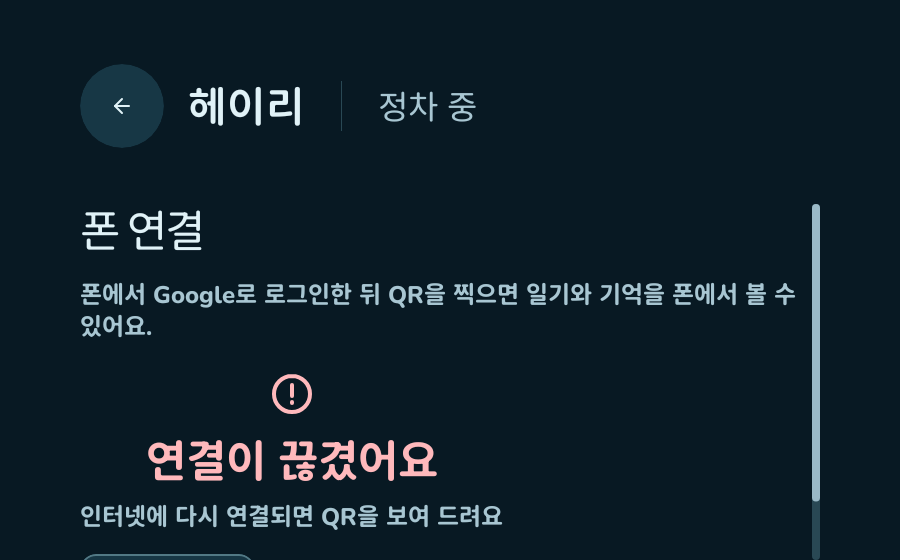 헤이리
정차 중
폰 연결
폰에서 Google로 로그인한 뒤 QR을 찍으면 일기와 기억을 폰에서 볼 수
있어요.
연결이 끊겼어요
인터넷에 다시 연결되면 QR을 보여 드려요